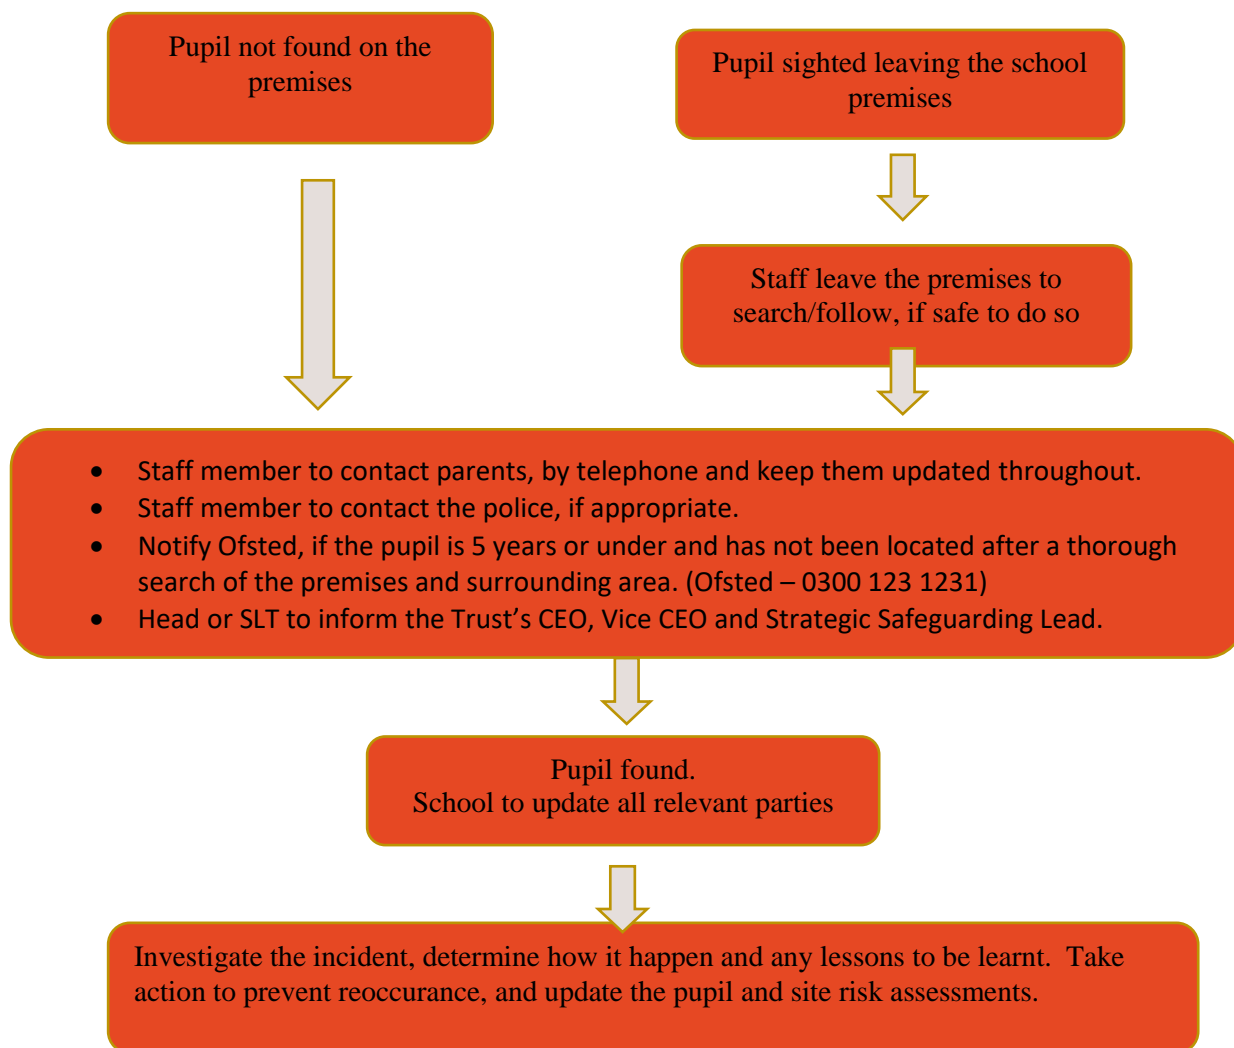 Pupil not found on the
premises
Pupil sighted leaving the school
premises
Staff leave the premises to
search/follow, if safe to do so
• Staff member to contact parents, by telephone and keep them updated throughout.
• Staff member to contact the police, if appropriate.
• Notify Ofsted, if the pupil is 5 years or under and has not been located after a thorough
search of the premises and surrounding area. (Ofsted – 0300 123 1231)
• Head or SLT to inform the Trust’s CEO, Vice CEO and Strategic Safeguarding Lead.
Pupil found.
School to update all relevant parties
Investigate the incident, determine how it happen and any lessons to be learnt.  Take
action to prevent reoccurance, and update the pupil and site risk assessments.